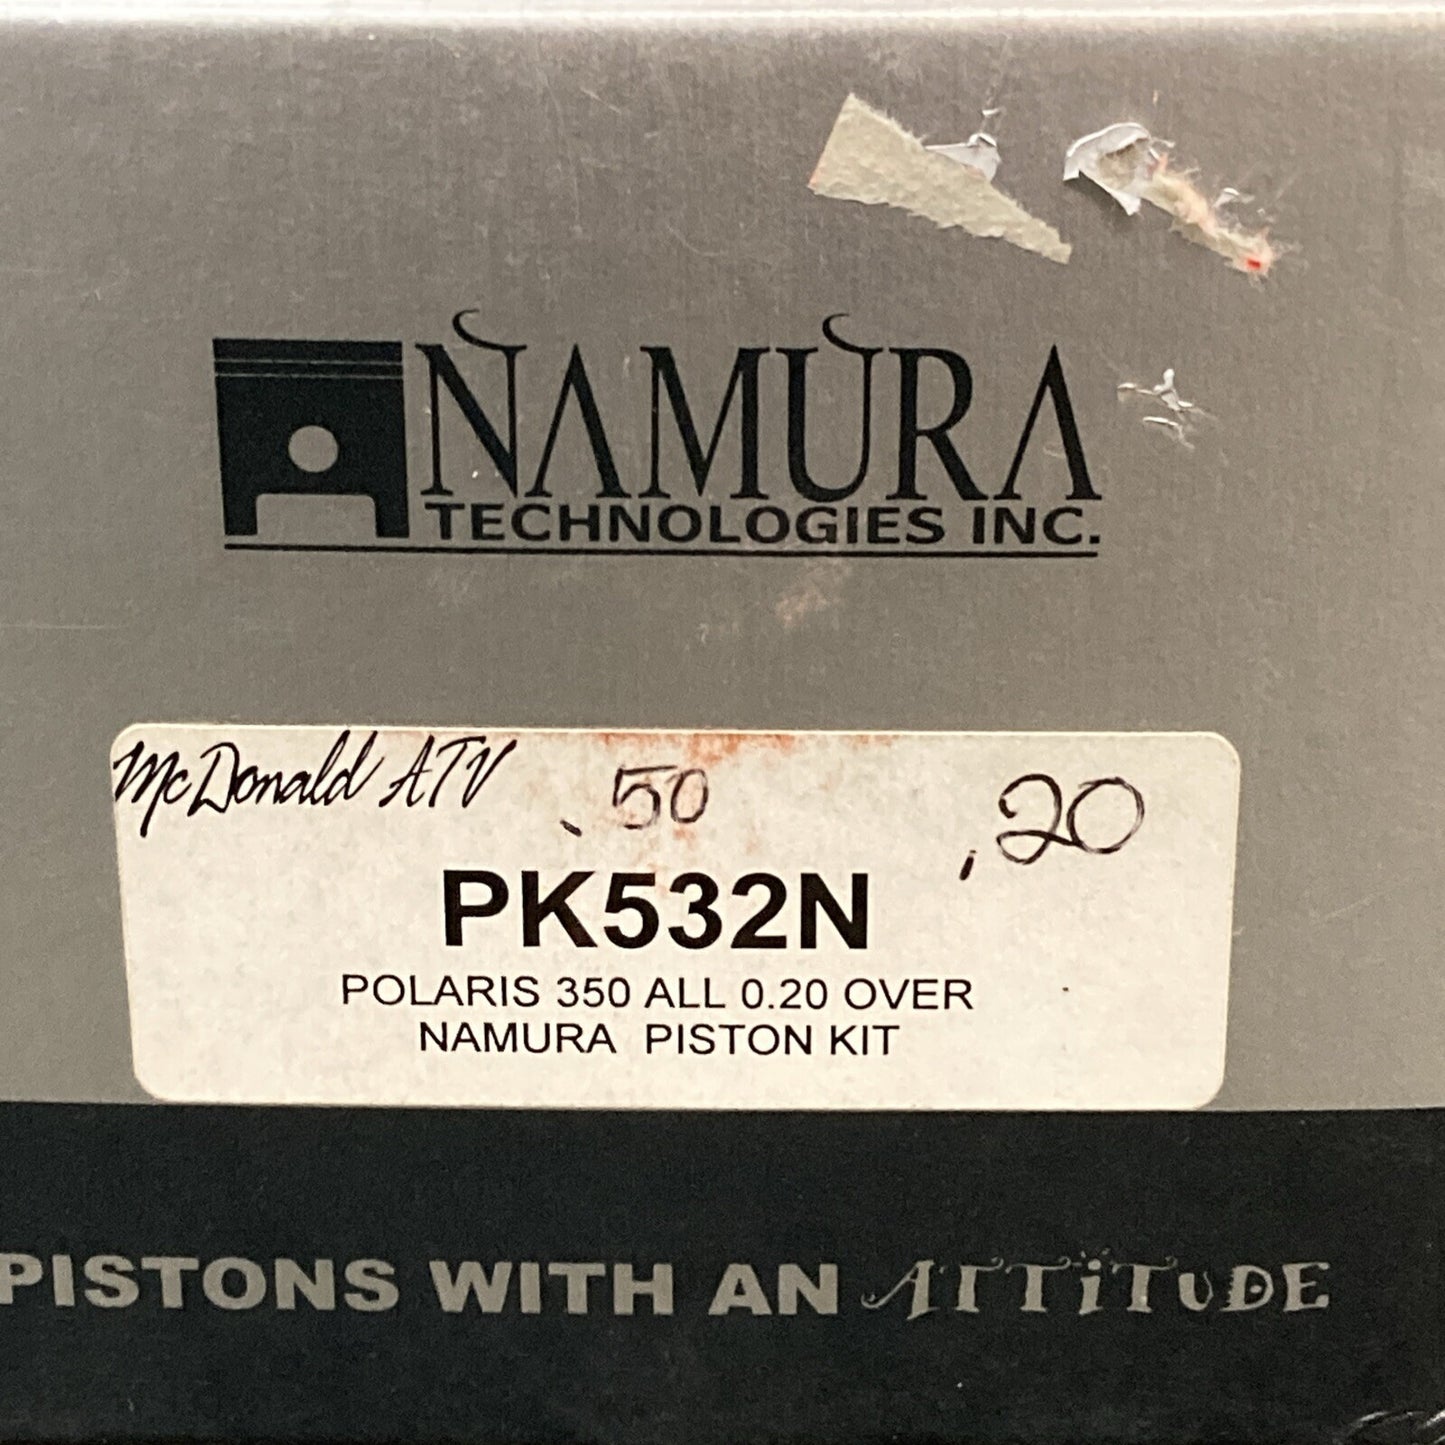 NAMURA
TECHNOLOGIES INC.
McDonald ATV .50 .20
PK532N
POLARIS 350 ALL 0.20 OVER
NAMURA PISTON KIT
PISTONS WITH AN ATTiTUDE